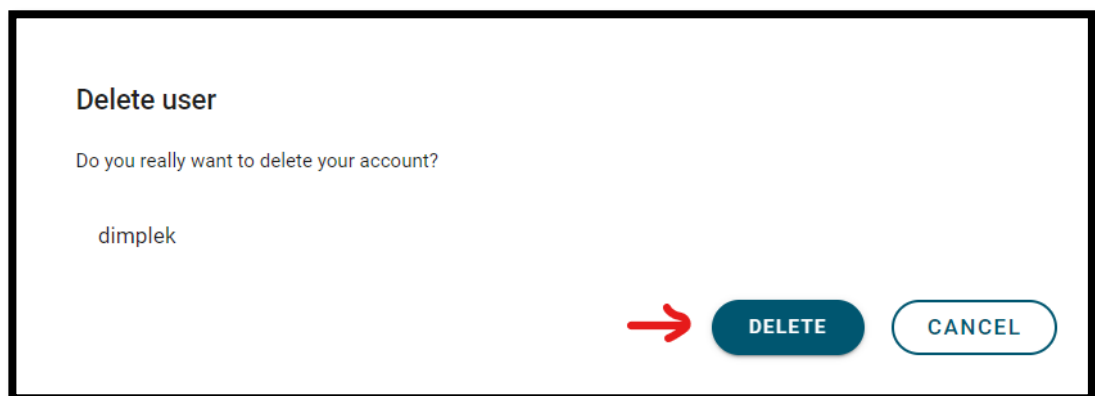 Delete user
Do you really want to delete your account?
dimplek
DELETE CANCEL